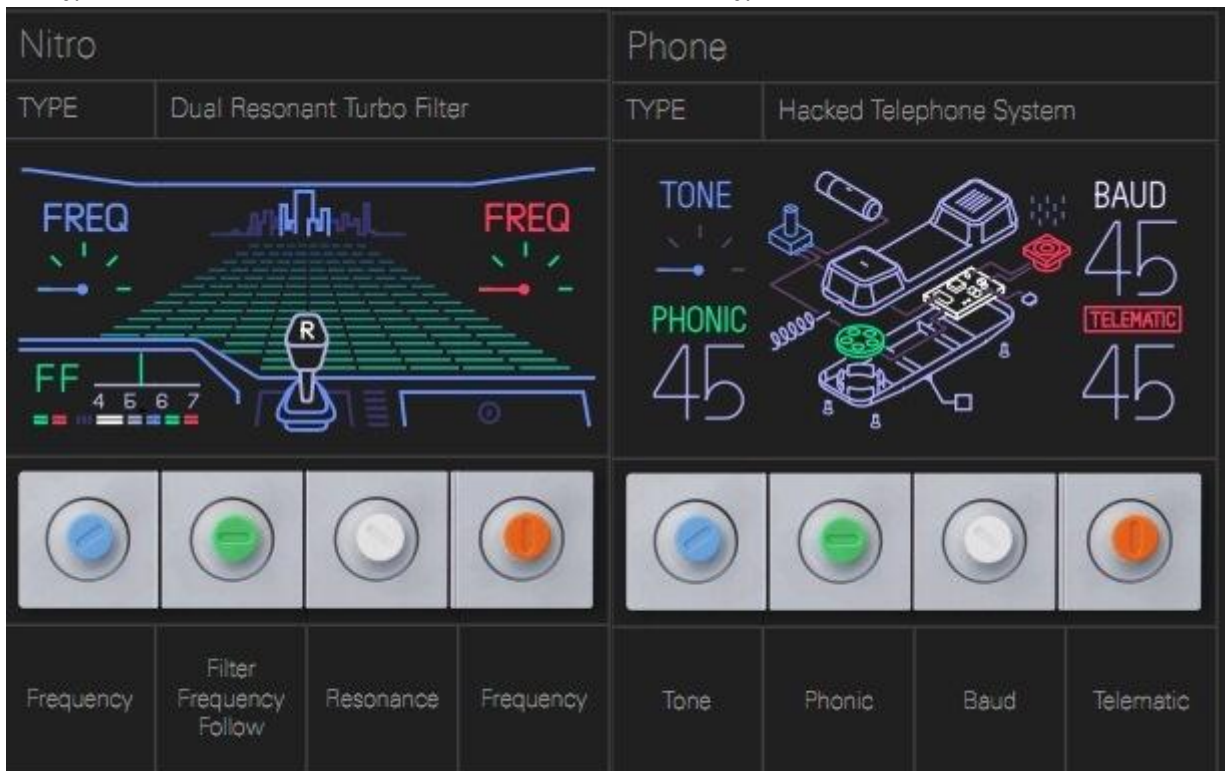 Nitro
TYPE
Dual Resonant Turbo Filter
FREQ
FREQ
R
FF
4 5 6 7
Frequency
Filter
Frequency
Follow
Resonance
Frequency
Phone
TYPE
Hacked Telephone System
TONE
BAUD
45
PHONIC
45
TELEMATIC
45
Tone
Phonic
Baud
Telematic